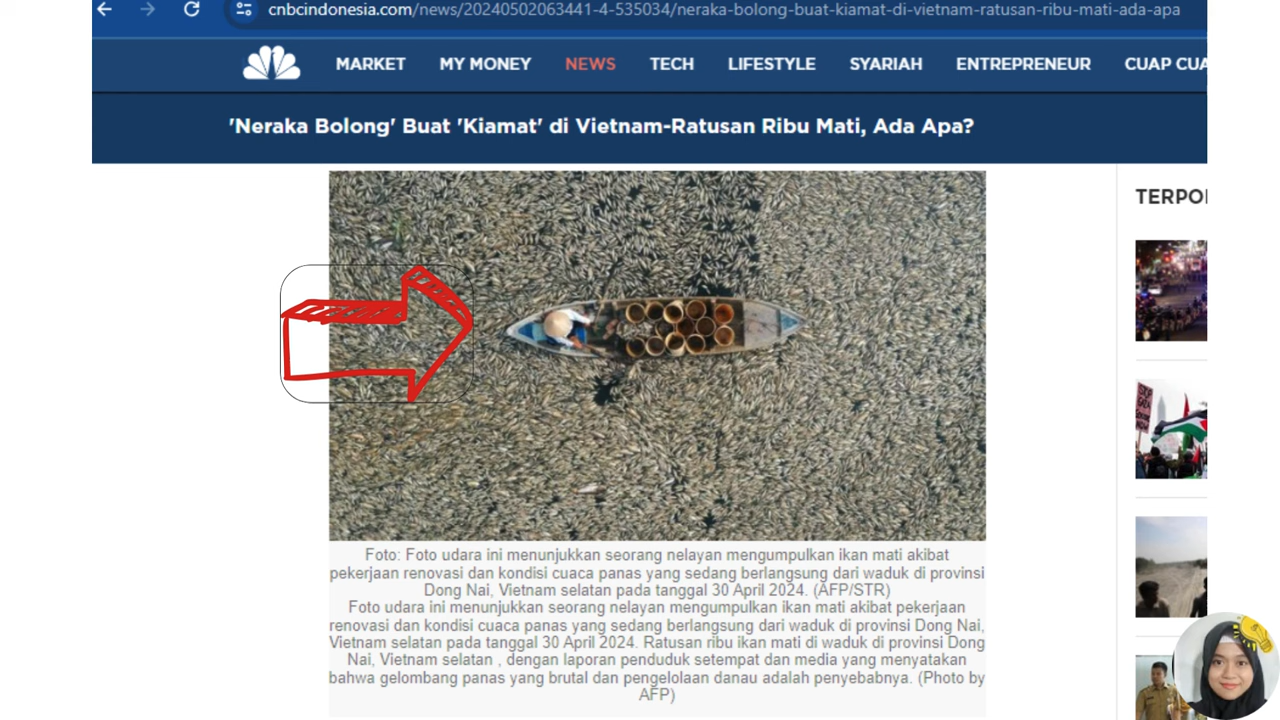 cnbcindonesia.com/news/20240502063441-4-535034/neraka-bolong-buat-kiamat-di-vietnam-ratusan-ribu-mati-ada-apa
MARKET MY MONEY NEWS TECH LIFESTYLE SYARIAH ENTREPRENEUR CUAP CUA
'Neraka Bolong' Buat 'Kiamat' di Vietnam-Ratusan Ribu Mati, Ada Apa?
TERPO
Foto: Foto udara ini menunjukkan seorang nelayan mengumpulkan ikan mati akibat
pekerjaan renovasi dan kondisi cuaca panas yang sedang berlangsung dari waduk di provinsi
Dong Nai, Vietnam selatan pada tanggal 30 April 2024. (AFP/STR)
Foto udara ini menunjukkan seorang nelayan mengumpulkan ikan mati akibat pekerjaan
renovasi dan kondisi cuaca panas yang sedang berlangsung dari waduk di provinsi Dong Nai,
Vietnam selatan pada tanggal 30 April 2024. Ratusan ribu ikan mati di waduk di provinsi Dong
Nai, Vietnam selatan , dengan laporan penduduk setempat dan media yang menyatakan
bahwa gelombang panas yang brutal dan pengelolaan danau adalah penyebabnya. (Photo by
AFP)